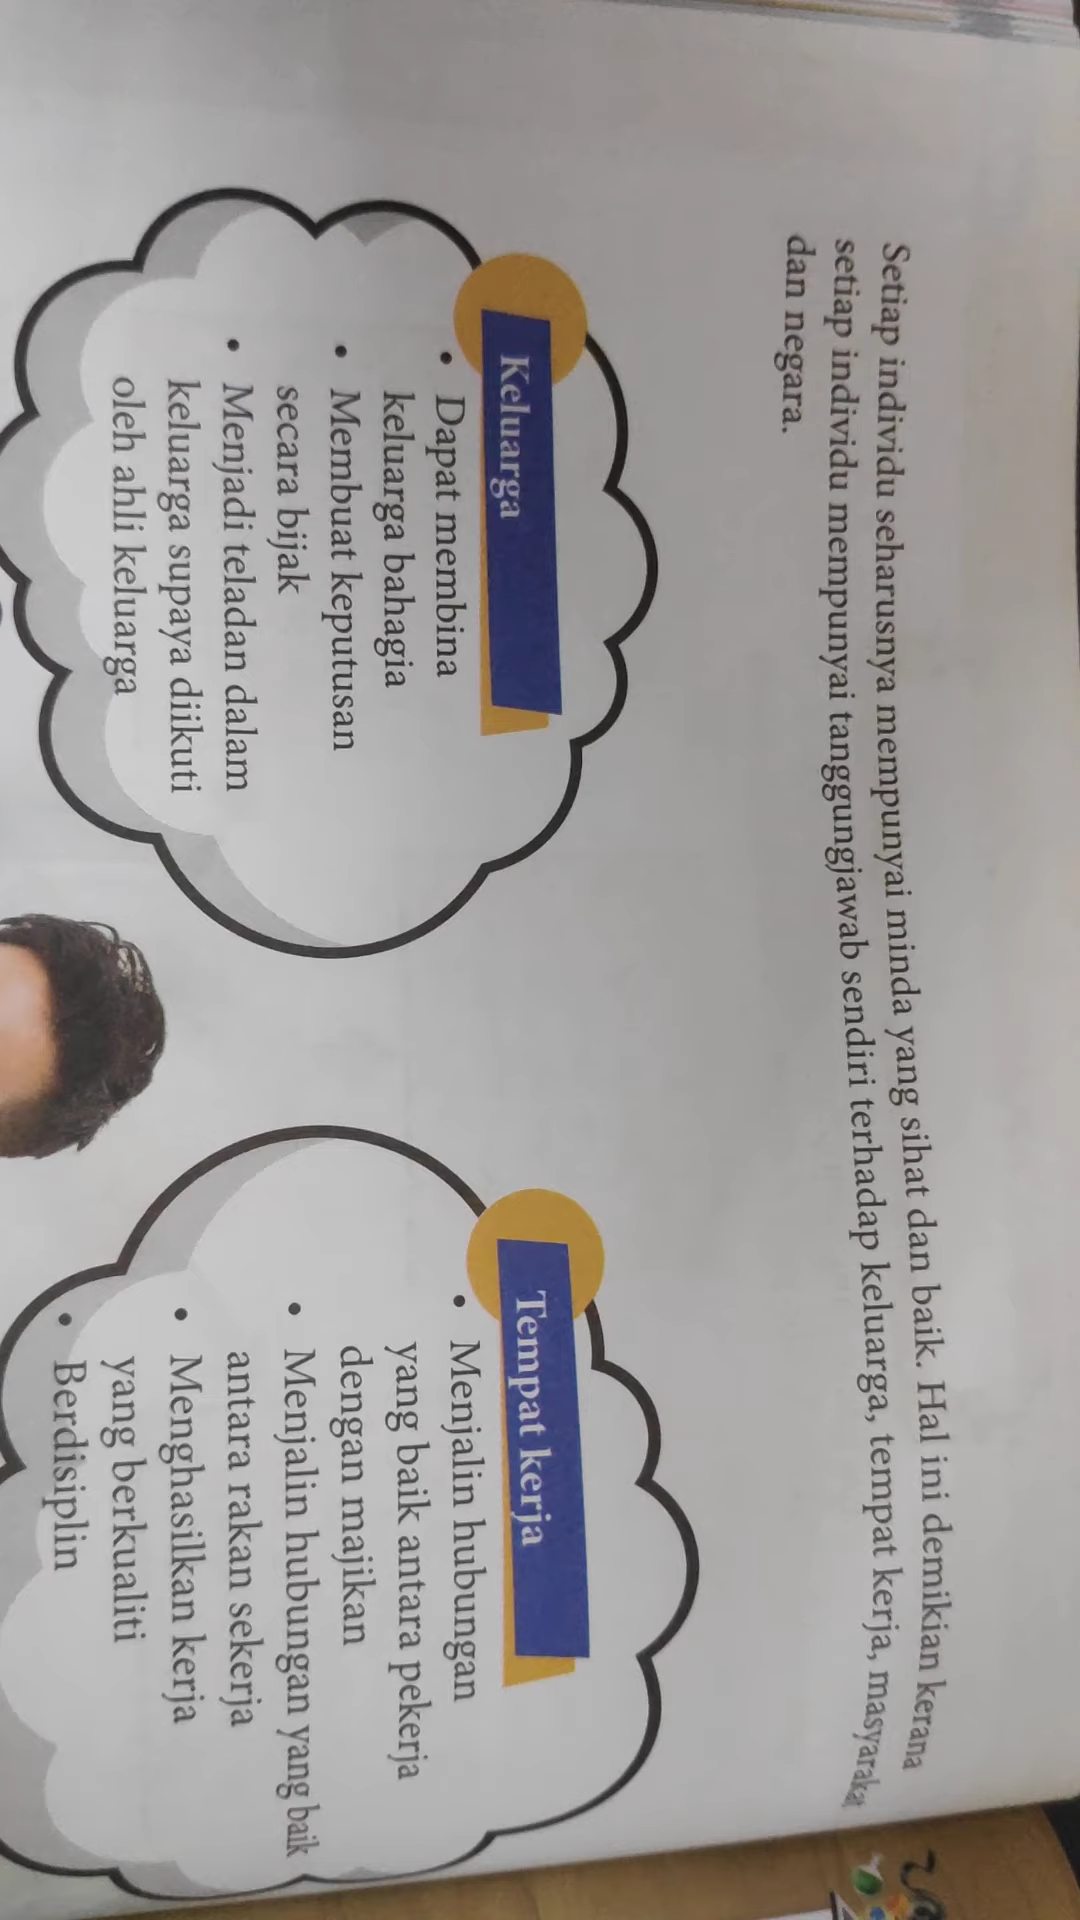 Setiap individu seharusnya mempunyai minda yang sihat dan baik. Hal ini demikian kerana
setiap individu mempunyai tanggungjawab sendiri terhadap keluarga, tempat kerja, masyarakat
dan negara.
Keluarga
• Dapat membina
keluarga bahagia
• Membuat keputusan
secara bijak
• Menjadi teladan dalam
keluarga supaya diikuti
oleh ahli keluarga
Tempat kerja
• Menjalin hubungan
yang baik antara pekerja
dengan majikan
• Menjalin hubungan yang baik
antara rakan sekerja
• Menghasilkan kerja
yang berkualiti
• Berdisiplin